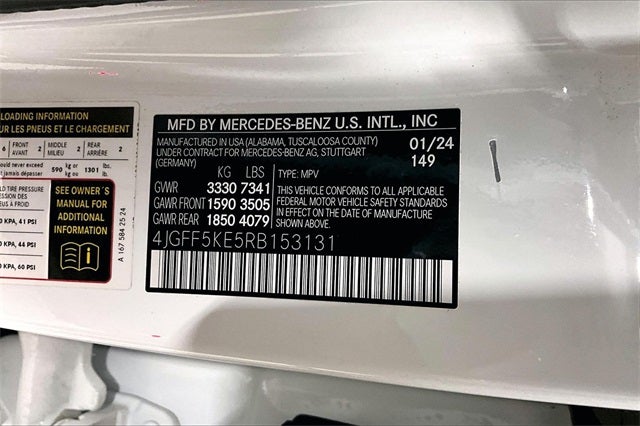 LOADING INFORMATION
UR LES PNEUS ET LE CHARGEMENT
6 FRONT AVANT 2 MIDDLE MILIEU 2 REAR ARRIÈRE 2
should never exceed
590 kg ou 1301 lbs. lb.
jamais dépasser
TIRE PRESSURE
SEE OWNER´S
MANUAL FOR
ADDITIONAL
INFORMATION
KPA, 41 PSI
KPA, 44 PSI
KPA, 60 PSI
A 167 584 25 24
MFD BY MERCEDES-BENZ U.S. INTL., INC
MANUFACTURED IN USA (ALABAMA, TUSCALOOSA COUNTY) 01/24
UNDER CONTRACT FOR MERCEDES-BENZ AG, STUTTGART 149
(GERMANY)
KG LBS TYPE: MPV
GVWR 3330 7341
GAWR FRONT 1590 3505
GAWR REAR 1850 4079
THIS VEHICLE CONFORMS TO ALL APPLICABLE
FEDERAL MOTOR VEHICLE SAFETY STANDARDS
IN EFFECT ON THE DATE OF MANUFACTURE
SHOWN ABOVE.
4JGFF5KE5RB153131